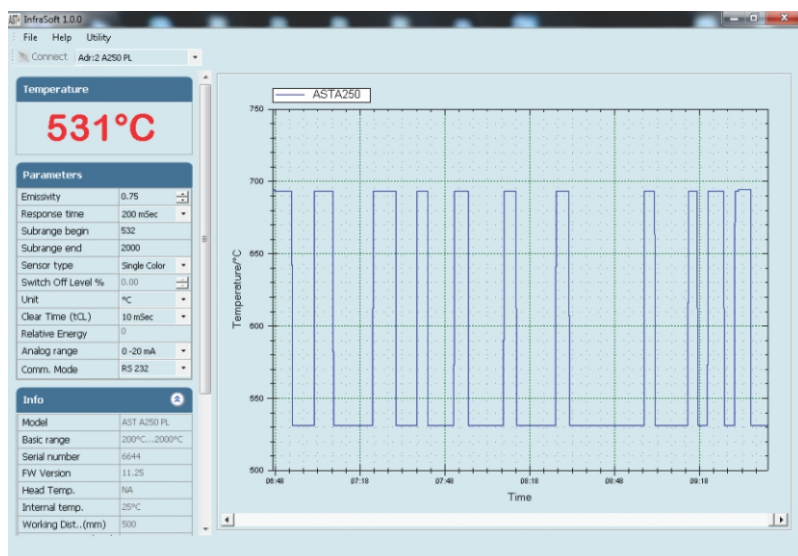 InfraSoft 1.0.0
File Help Utility
Connect Adr:2 A250 PL
Temperature
531°C
Parameters
Emissivity 0.75
Response time 200 mSec
Subrange begin 532
Subrange end 2000
Sensor type Single Color
Switch Off Level % 0.00
Unit °C
Clear Time (tCL) 10 mSec
Relative Energy 0
Analog range 0 -20 mA
Comm. Mode RS 232
Info
Model AST A250 PL
Basic range 200°C...2000°C
Serial number 6644
FW Version 11.25
Head Temp. NA
Internal temp. 25°C
Working Dist..(mm) 500
ASTA250
750
700
650
600
550
500
Temperature/°C
06:48 07:18 07:48 08:18 08:48 09:18
Time